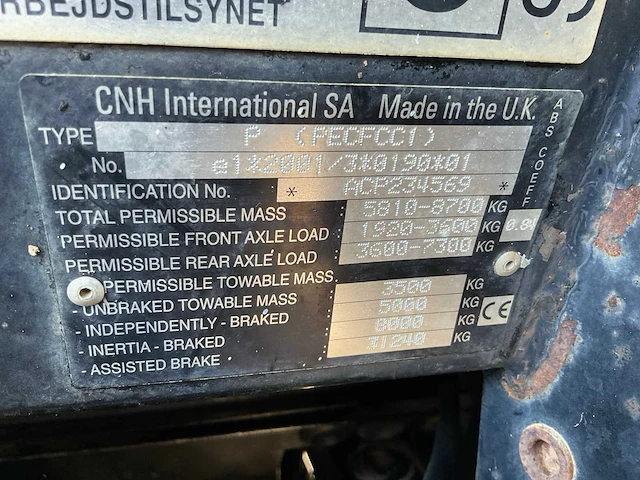 RBEJDSTILSYNET
CNH International SA Made in the U.K.
TYPE P (PECFCC1)
No. e1*2001/3*0190*01
IDENTIFICATION No. * ACP234569 *
TOTAL PERMISSIBLE MASS 5810-8700 KG
PERMISSIBLE FRONT AXLE LOAD : 1920-3600 KG
PERMISSIBLE REAR AXLE LOAD 3600-7300 KG
ABS COEFF 0.84
PERMISSIBLE TOWABLE MASS
- UNBRAKED TOWABLE MASS 3500 KG
- INDEPENDENTLY - BRAKED 5000 KG
- INERTIA - BRAKED 8000 KG
- ASSISTED BRAKE 31240 KG
CE